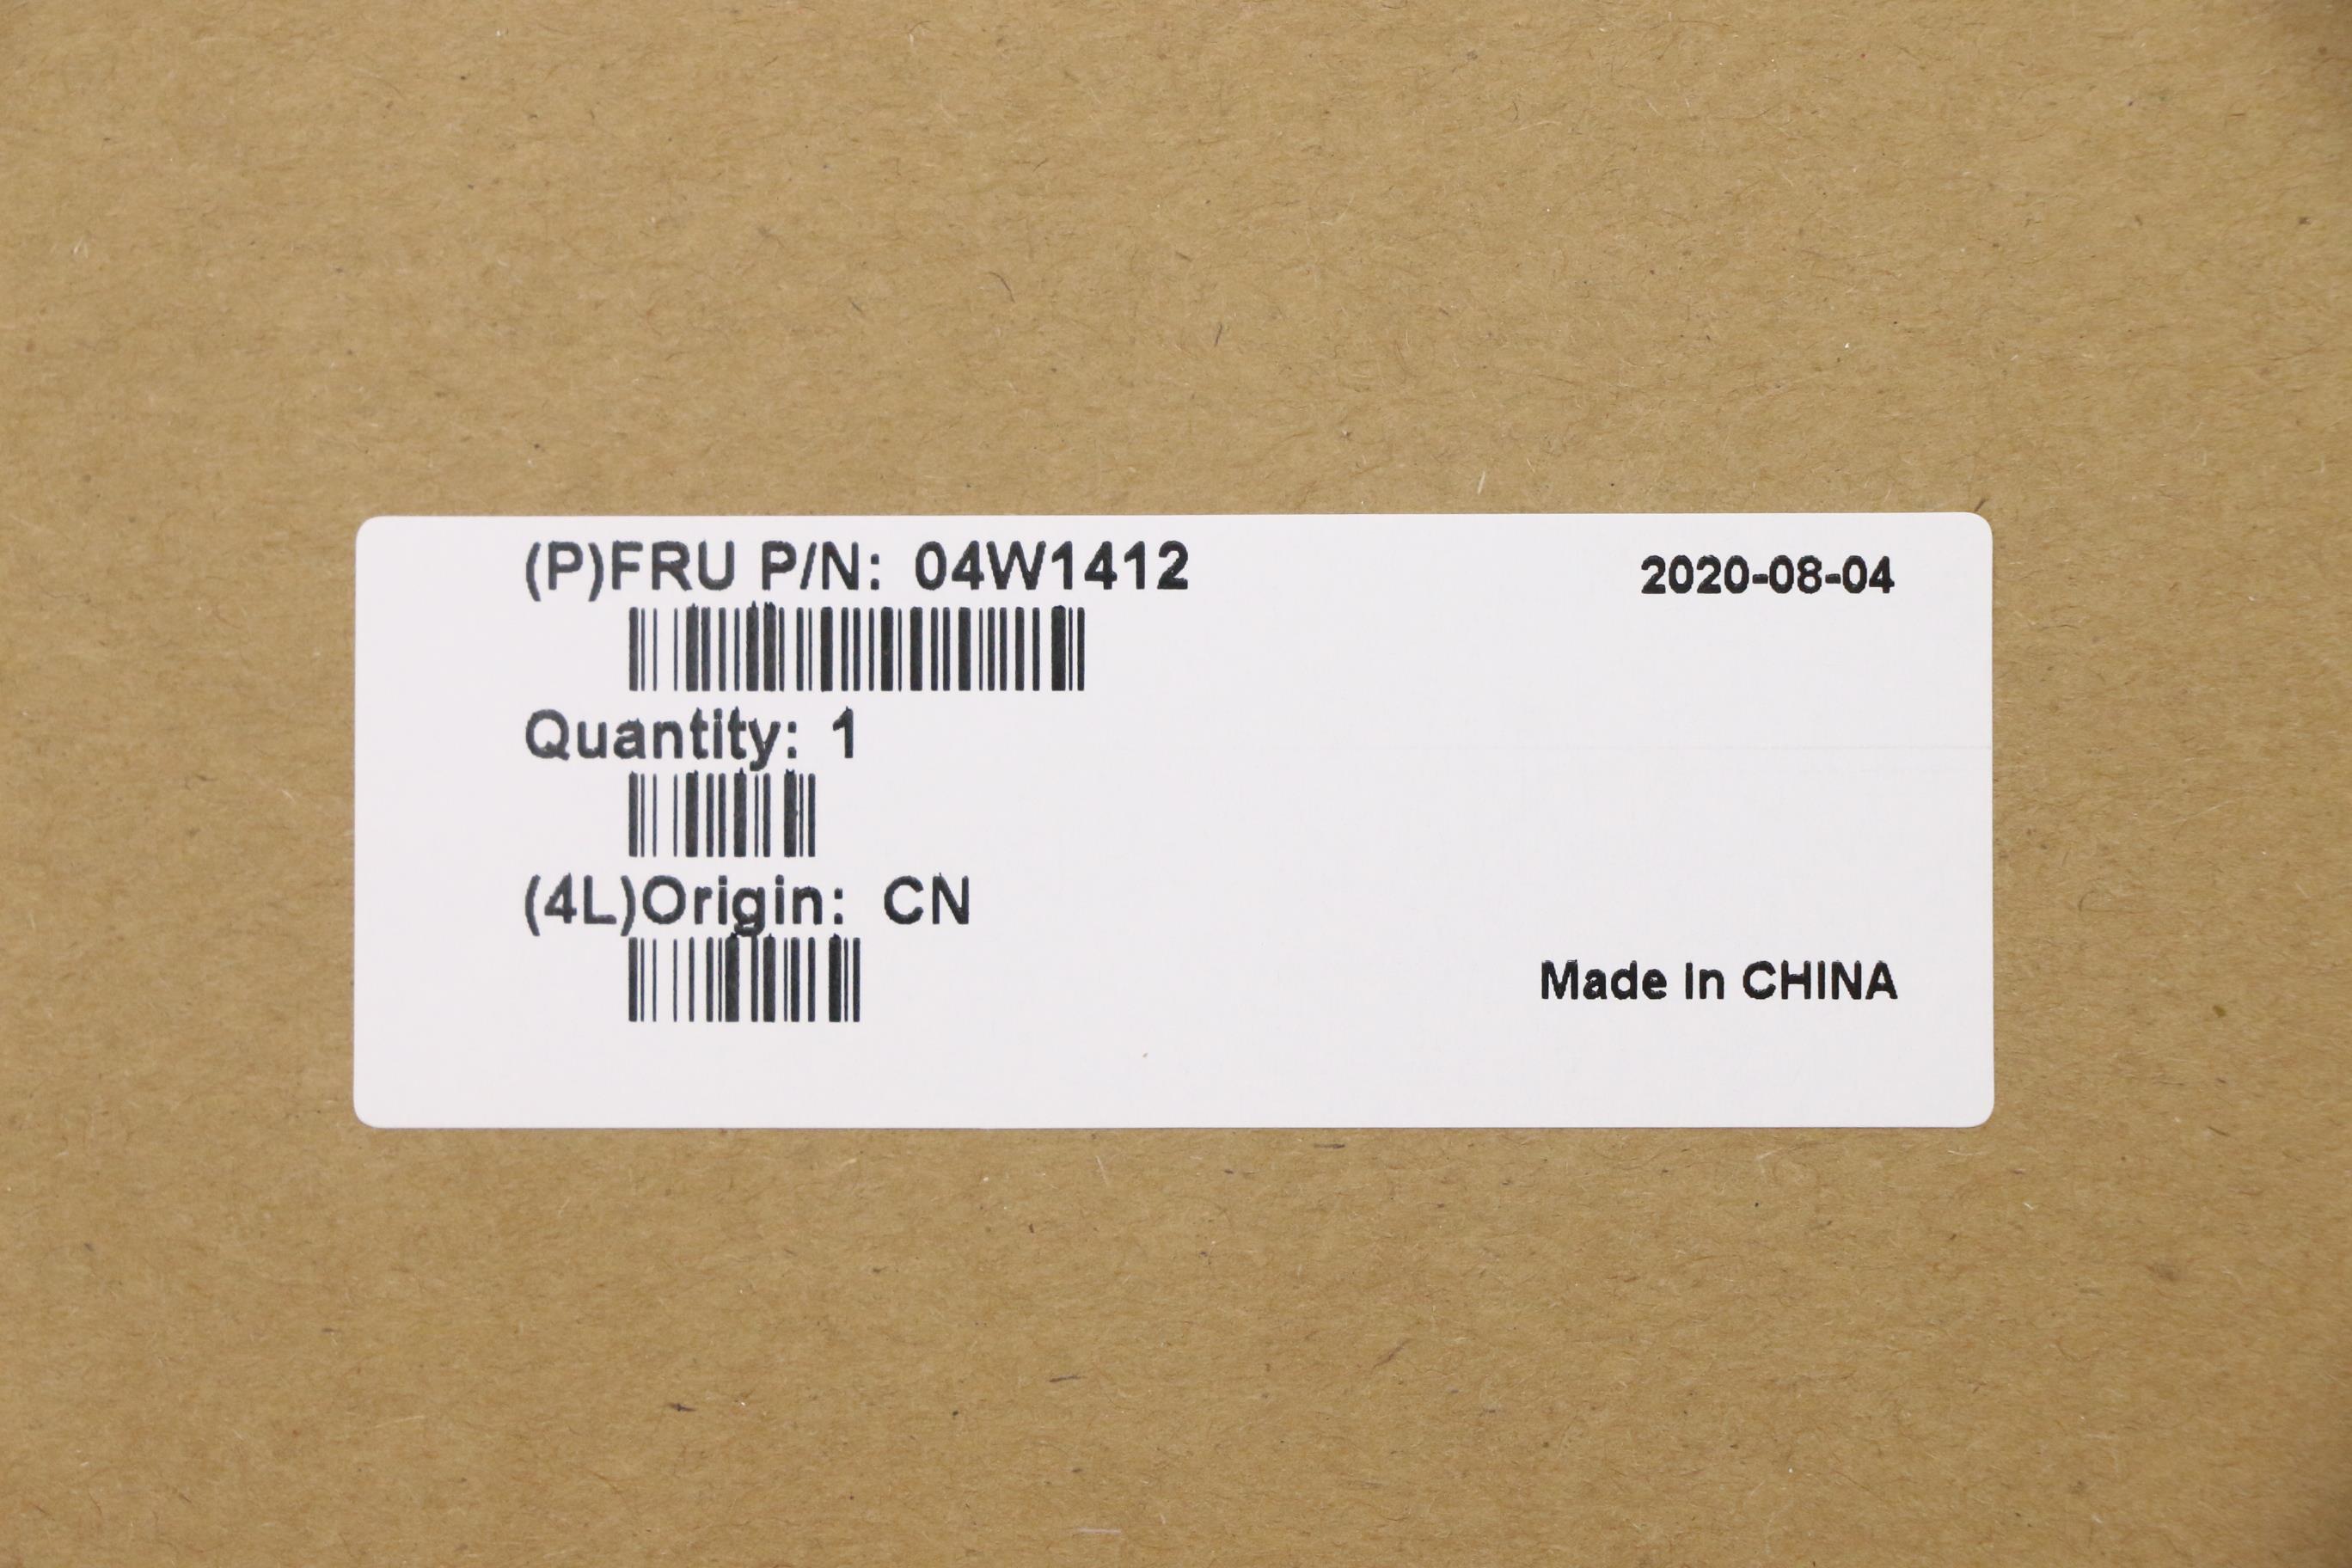 (P)FRU P/N: 04W1412
2020-08-04
Quantity: 1
(4L)Origin: CN
Made in CHINA